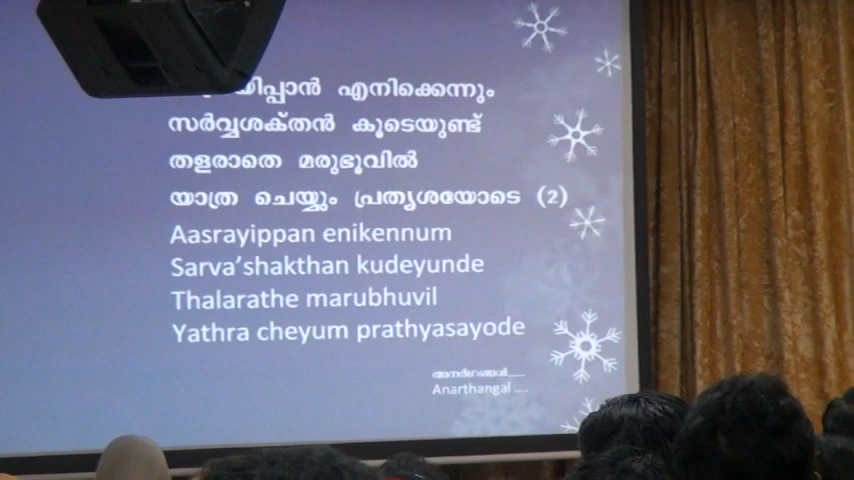 എനിക്കെന്നും
സർവ്വശക്തൻ കൂടെയുണ്ട്
തളരാതെ മരുഭൂവിൽ
യാത്ര ചെയ്യും പ്രതൃശയോടെ (2)
Aasrayippan enikennum
Sarva'shakthan kudeyunde
Thalarathe marubhuvil
Yathra cheyum prathyasayode
Anarthangal ....